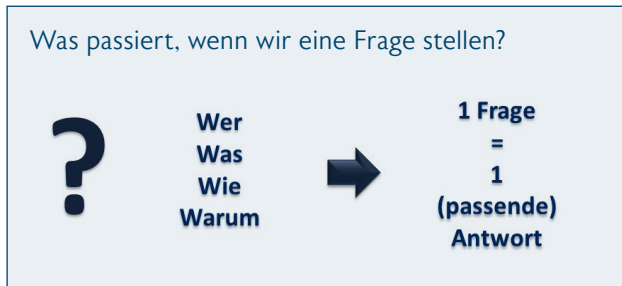 Was passiert, wenn wir eine Frage stellen?
?
Wer
Was
Wie
Warum
1 Frage
=
1
(passende)
Antwort